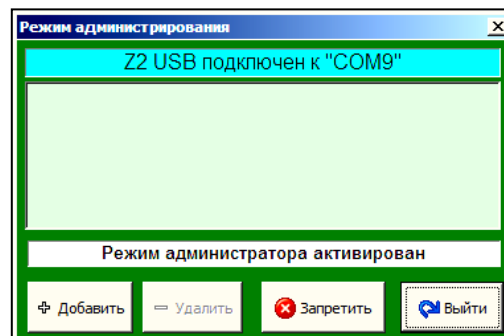 Режим администрирования
Z2 USB подключен к "COM9"
Режим администратора активирован
Добавить Удалить Запретить Выйти